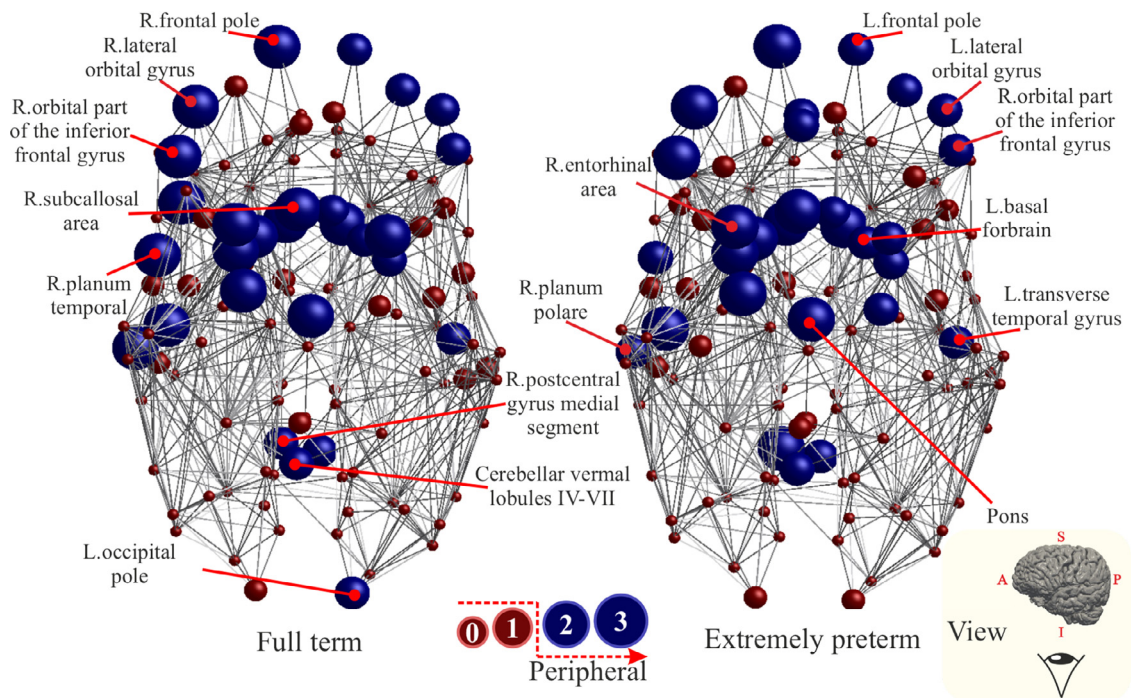 R.frontal pole
R.lateral
orbital gyrus
R.orbital part
of the inferior
frontal gyrus
R.subcallosal
area
R.planum
temporal
R.postcentral
gyrus medial
segment
Cerebellar vermal
lobules IV-VII
L.occipital
pole
Full term
L.frontal pole
L.lateral
orbital gyrus
R.orbital part
of the inferior
frontal gyrus
R.entorhinal
area
L.basal
forbrain
R.planum
polare
L.transverse
temporal gyrus
Pons
Extremely preterm
0 1 2 3
Peripheral
S
A P
I
View